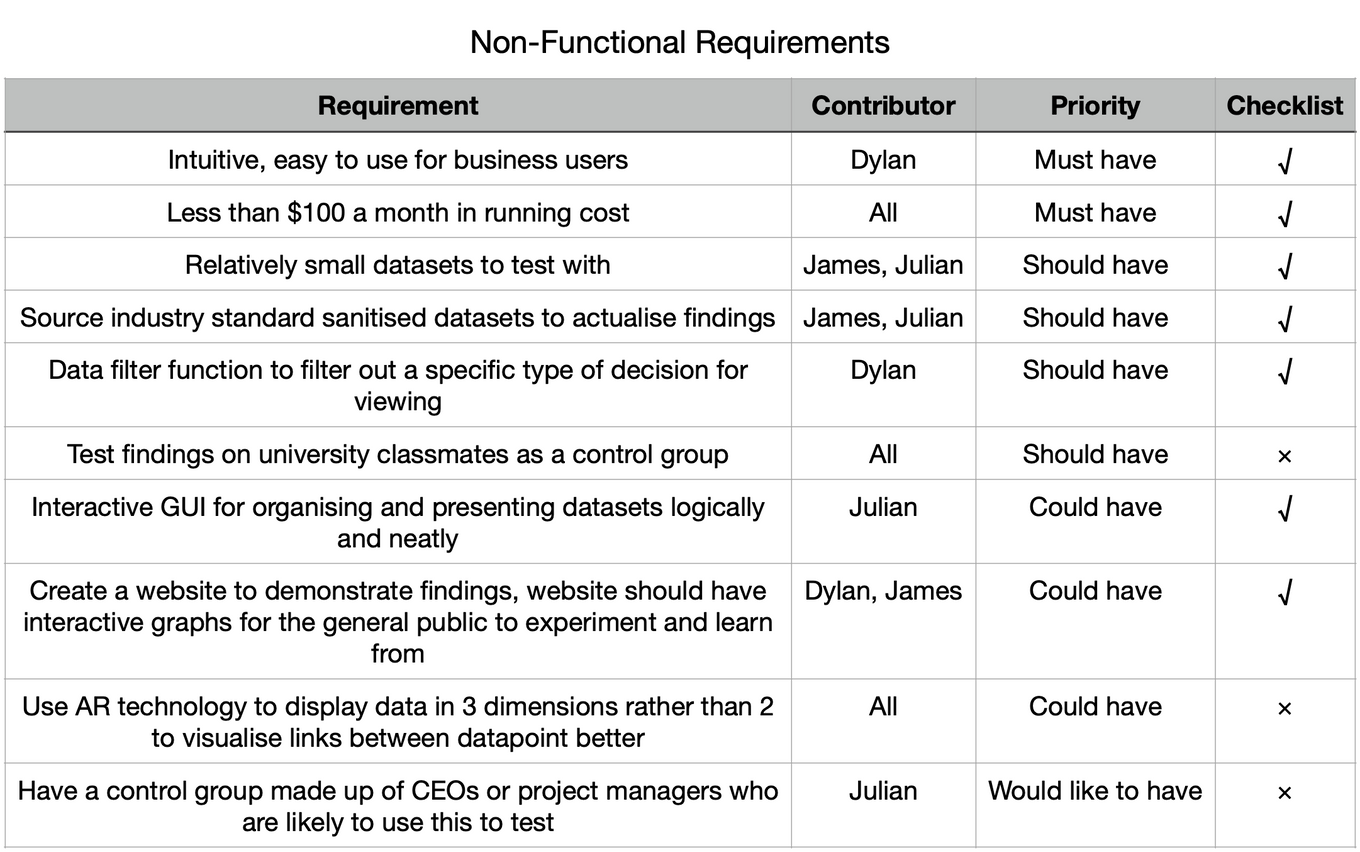 Non-Functional Requirements
Requirement Contributor Priority Checklist
Intuitive, easy to use for business users Dylan Must have √
Less than $100 a month in running cost All Must have √
Relatively small datasets to test with James, Julian Should have √
Source industry standard sanitised datasets to actualise findings James, Julian Should have √
Data filter function to filter out a specific type of decision for Dylan Should have √
viewing
Test findings on university classmates as a control group All Should have ×
Interactive GUI for organising and presenting datasets logically Julian Could have √
and neatly
Create a website to demonstrate findings, website should have Dylan, James Could have √
interactive graphs for the general public to experiment and learn
from
Use AR technology to display data in 3 dimensions rather than 2 All Could have ×
to visualise links between datapoint better
Have a control group made up of CEOs or project managers who Julian Would like to have ×
are likely to use this to test